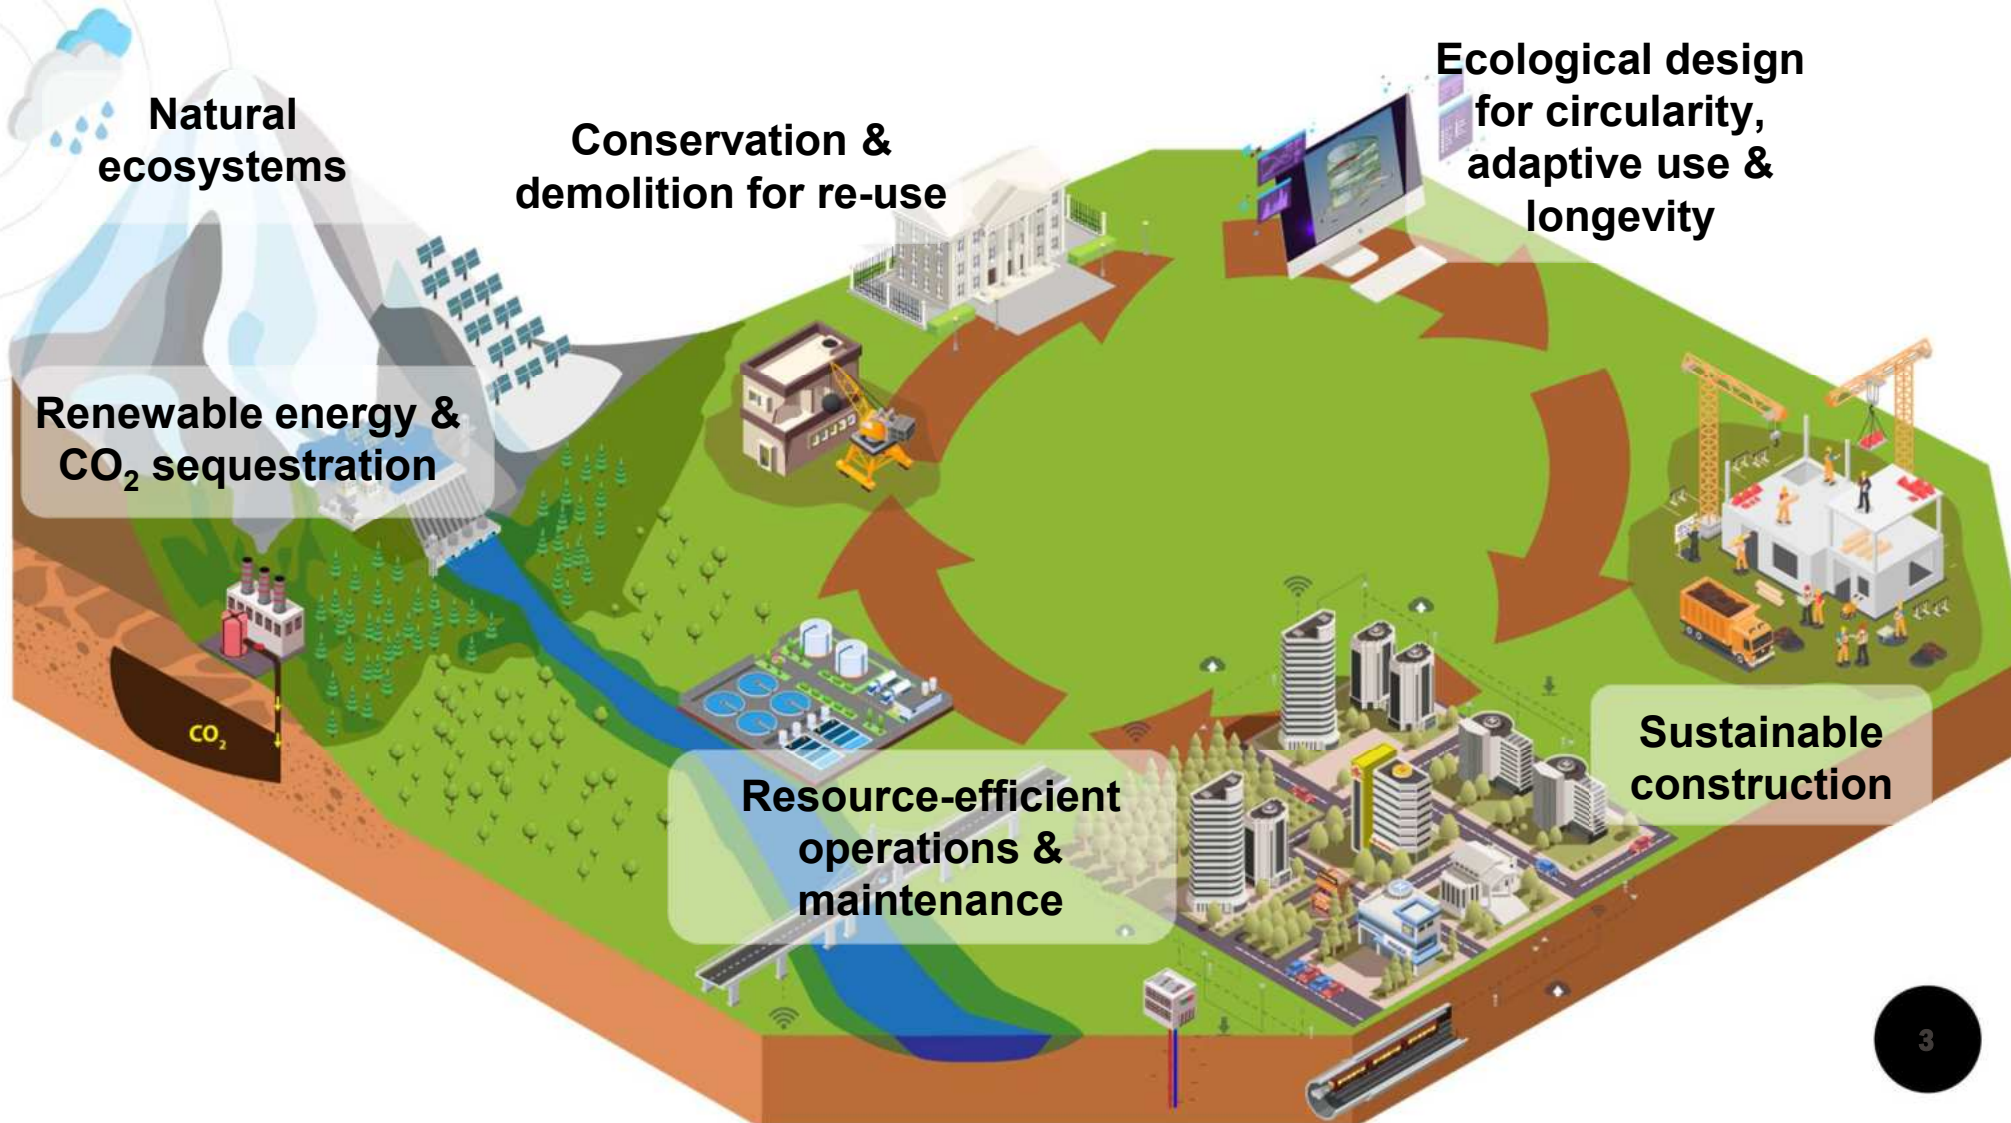 Natural
ecosystems
Conservation &
demolition for re-use
Ecological design
for circularity,
adaptive use &
longevity
Renewable energy &
CO₂ sequestration
CO₂
Resource-efficient
operations &
maintenance
Sustainable
construction
3